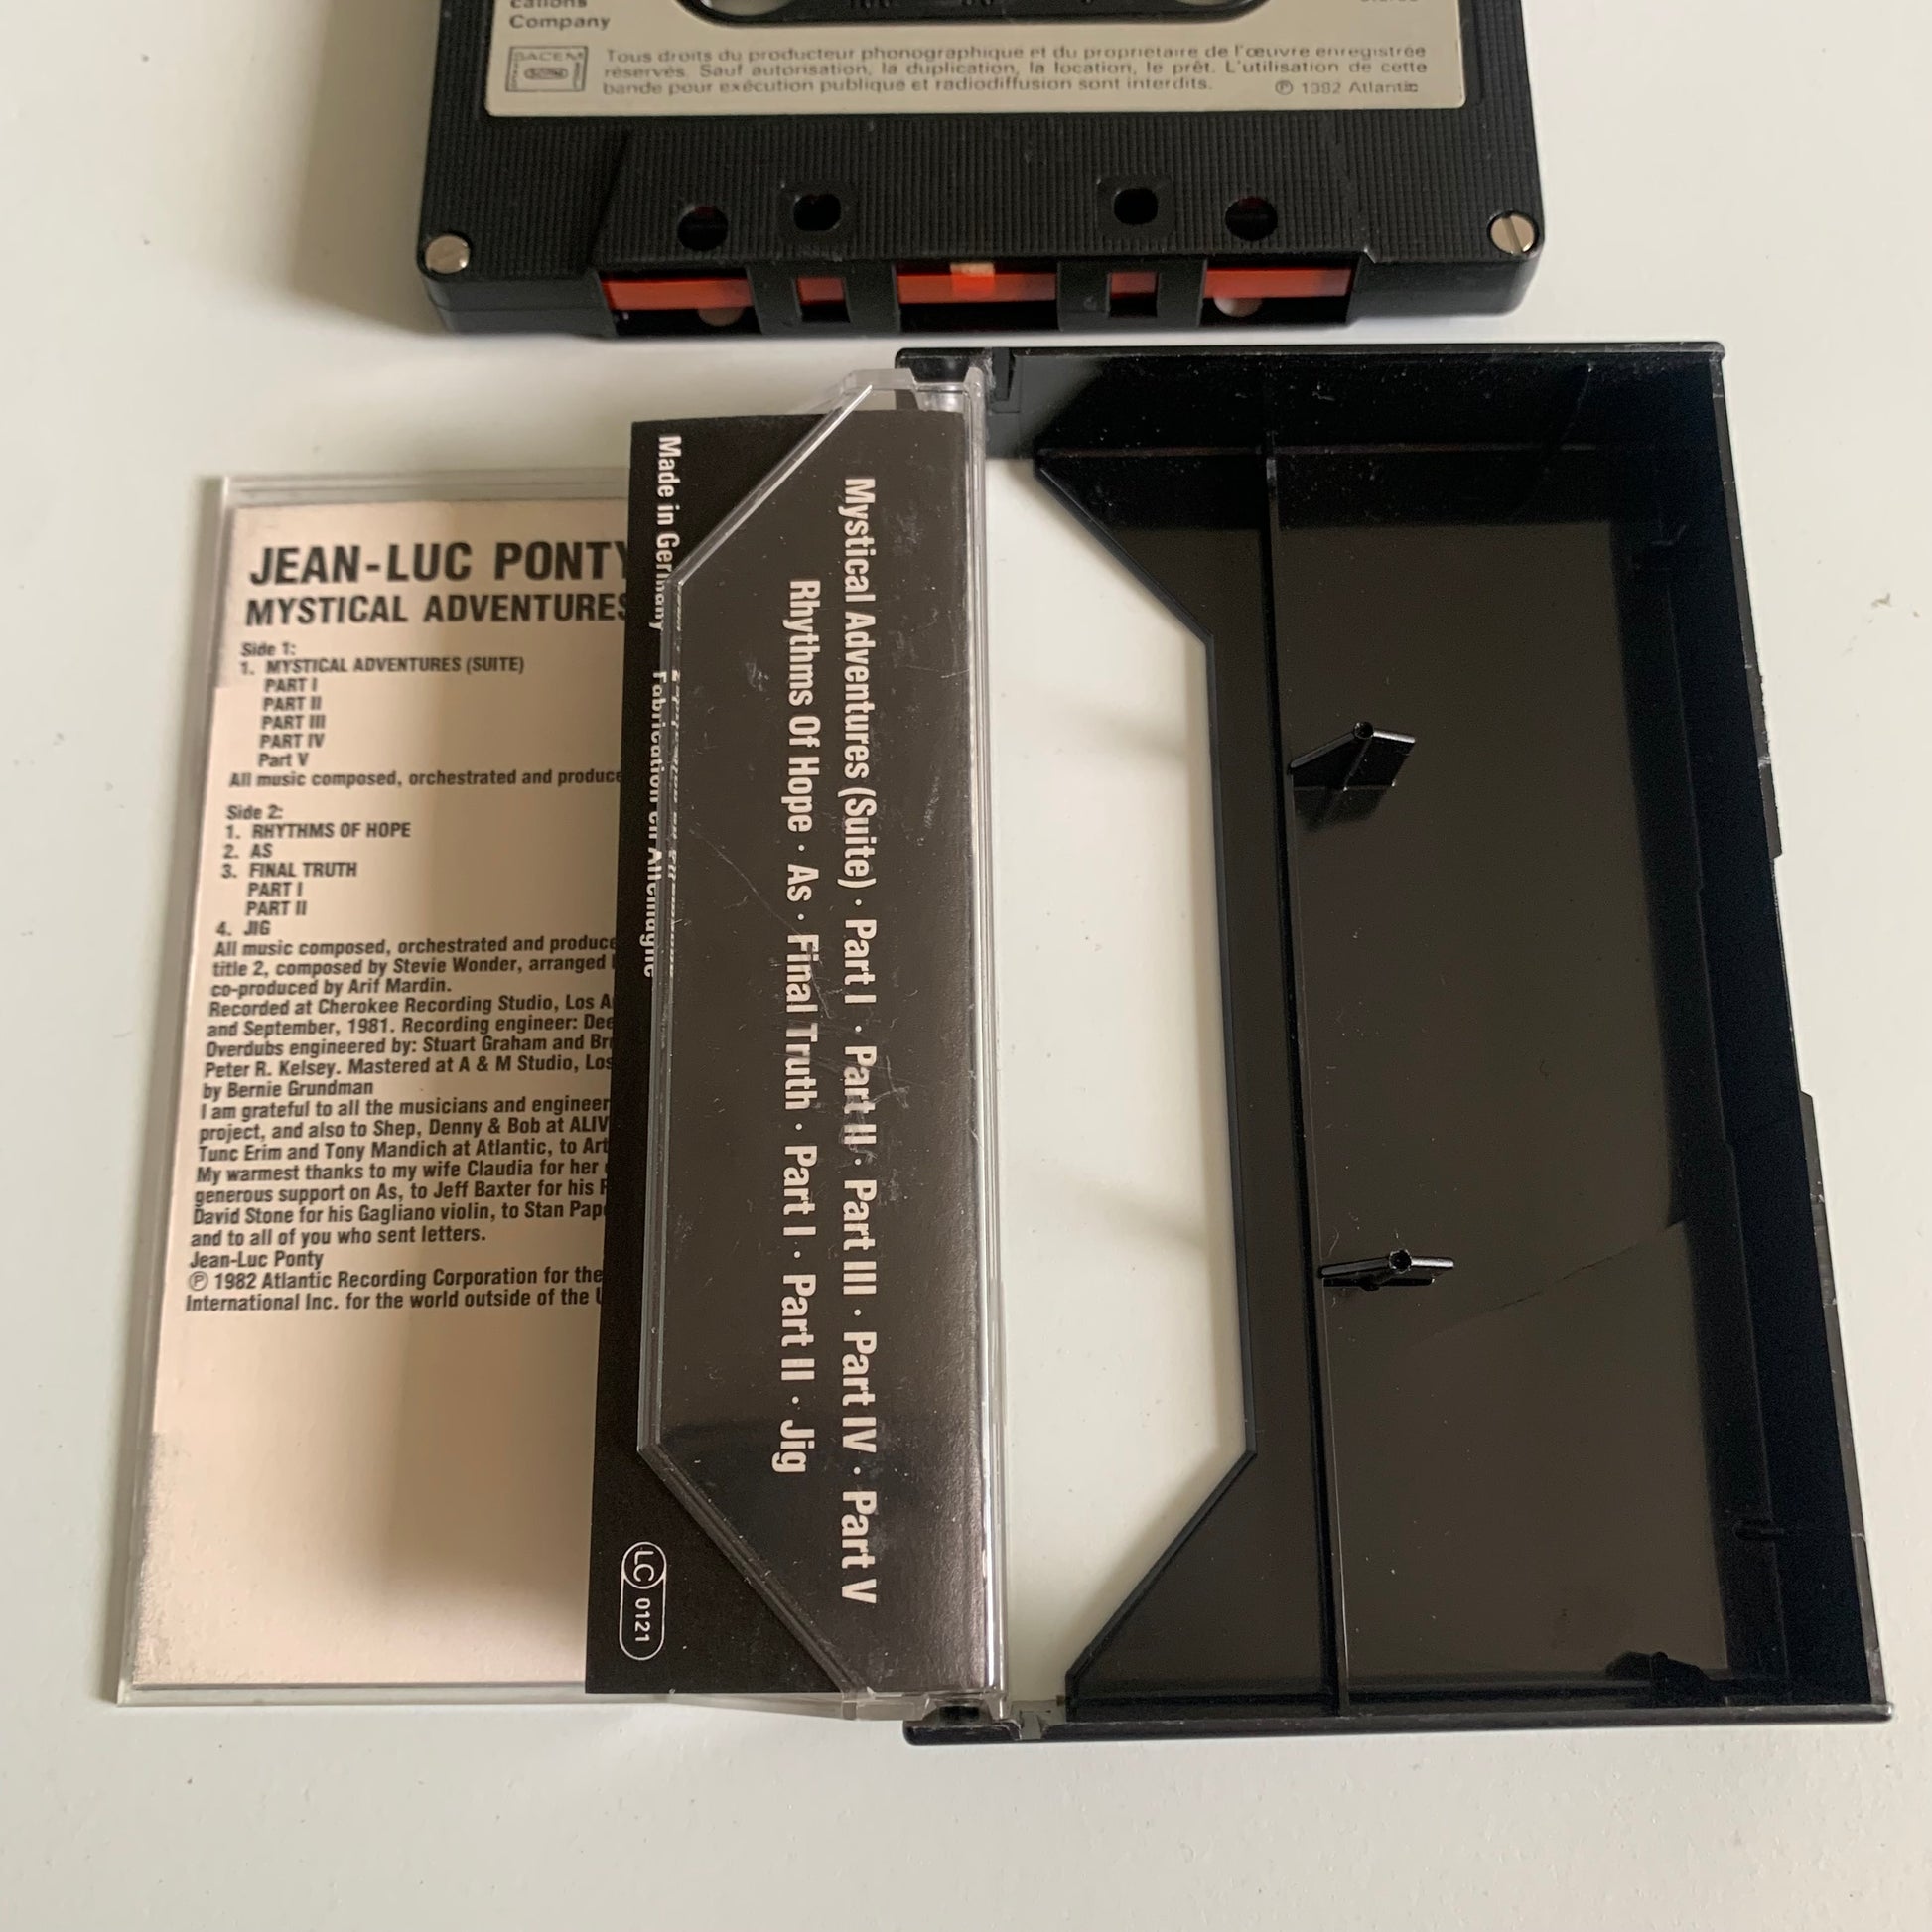 cations
Company
SACEM
Tous droits du producteur phonographique et du propriétaire de l'œuvre enregistrée
réservés. Sauf autorisation, la duplication, la location, le prêt. L'utilisation de cette
bande pour exécution publique et radiodiffusion sont interdits.
℗ 1982 Atlantic
JEAN-LUC PONTY
MYSTICAL ADVENTURES
Side 1:
1. MYSTICAL ADVENTURES (SUITE)
PART I
PART II
PART III
PART IV
Part V
All music composed, orchestrated and produce
Side 2:
1. RHYTHMS OF HOPE
2. AS
3. FINAL TRUTH
PART I
PART II
4. JIG
All music composed, orchestrated and produce
title 2, composed by Stevie Wonder, arranged
co-produced by Arif Mardin.
Recorded at Cherokee Recording Studio, Los A
and September, 1981. Recording engineer: Dee
Overdubs engineered by: Stuart Graham and Br
Peter R. Kelsey. Mastered at A & M Studio, Los
by Bernie Grundman
I am grateful to all the musicians and engineer
project, and also to Shep, Denny & Bob at ALIV
Tunc Erim and Tony Mandich at Atlantic, to Art
My warmest thanks to my wife Claudia for her
generous support on As, to Jeff Baxter for his
David Stone for his Gagliano violin, to Stan Pap
and to all of you who sent letters.
Jean-Luc Ponty
℗ 1982 Atlantic Recording Corporation for the
International Inc. for the world outside of the
Mystical Adventures (Suite) · Part I · Part II · Part III · Part IV · Part V
Rhythms Of Hope · As · Final Truth · Part I · Part II · Jig
Made in Germany Fabrication en Allemagne
LC 0121